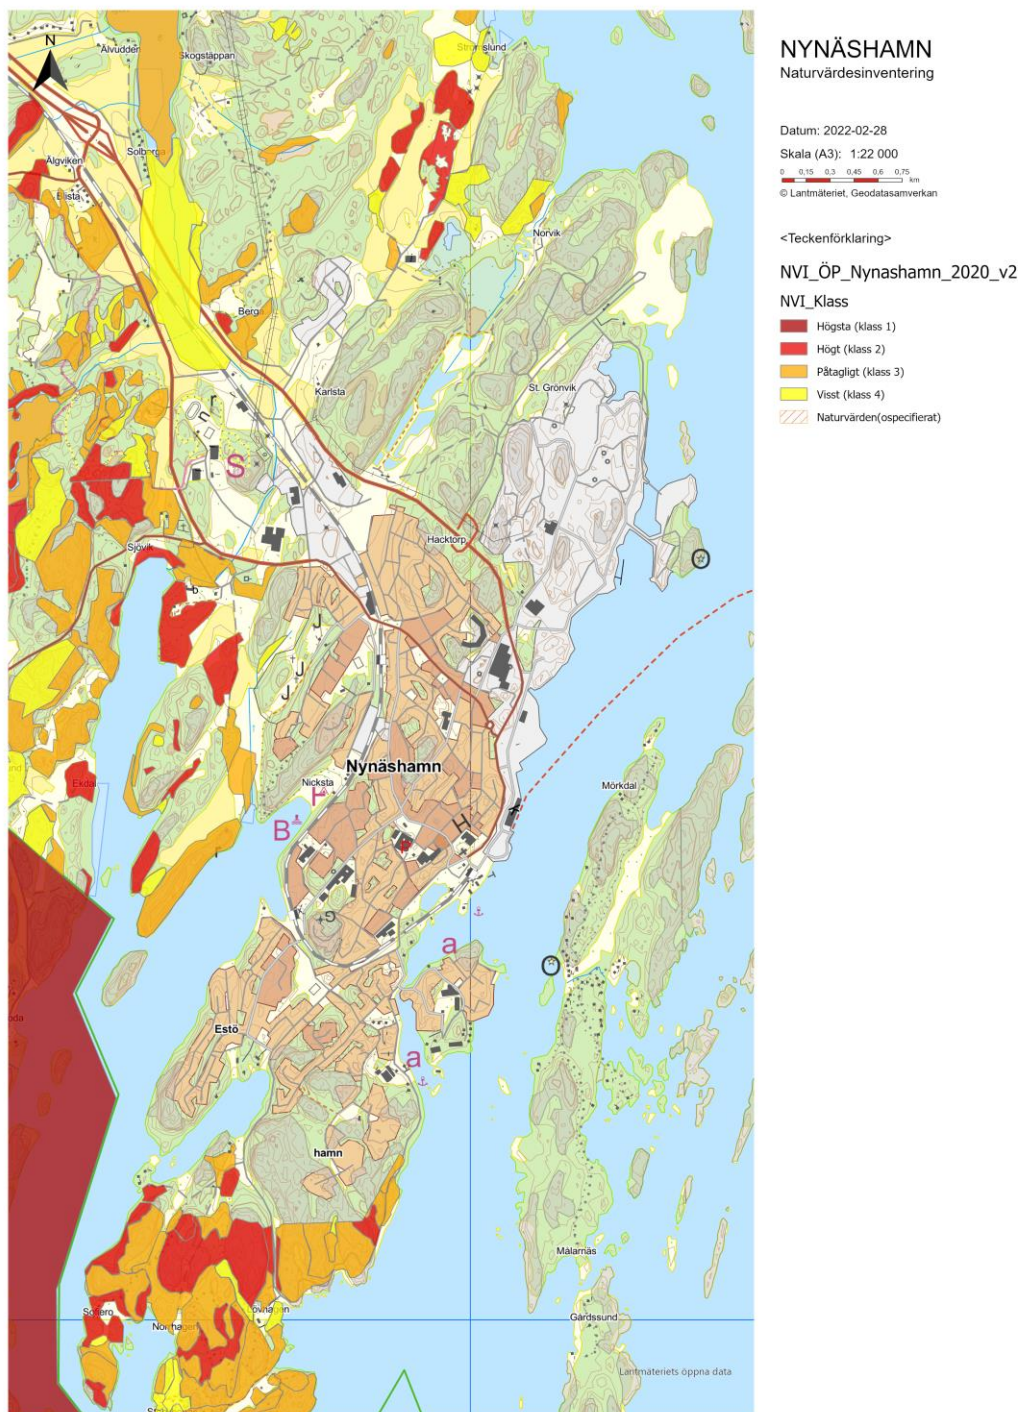 NYNÄSHAMN
Naturvärdesinventering
Datum: 2022-02-28
Skala (A3): 1:22 000
0 0,15 0,3 0,45 0,6 0,75
km
© Lantmäteriet, Geodatasamverkan
<Teckenförklaring>
NVI_ÖP_Nynashamn_2020_v2
NVI_Klass
Högsta (klass 1)
Högt (klass 2)
Påtagligt (klass 3)
Visst (klass 4)
Naturvärden(ospecifierat)
N
Älvudden
Skogstäppan
Solberga
Älgviken
Norvik
Berga
Karlsta
St. Grönvik
S
Hacktorp
Sjövik
O
J
J
J
Nynäshamn
Nicksta
Mörkdal
Ekdal
B
H
G
a
O
Estö
a
hamn
Målarnäs
Gårdssund
Norrhagen
Lövhagen
Lantmäteriets öppna data